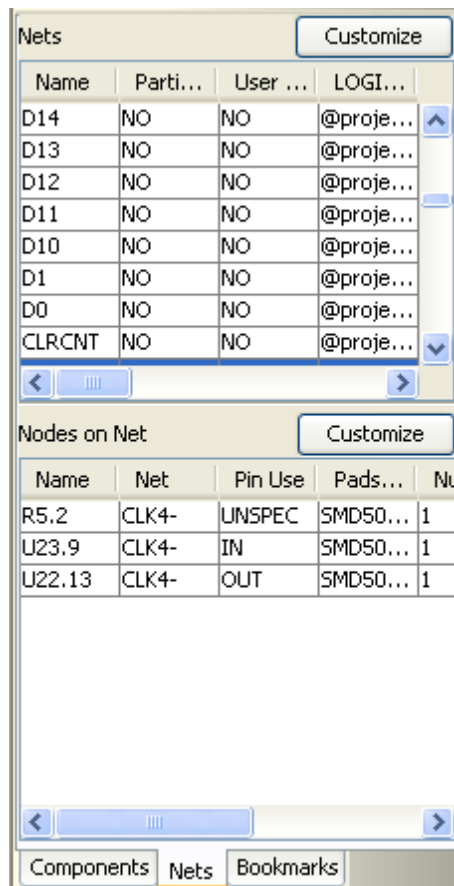 Nets Customize
Name Parti... User ... LOGI...
D14 NO NO @proje...
D13 NO NO @proje...
D12 NO NO @proje...
D11 NO NO @proje...
D10 NO NO @proje...
D1 NO NO @proje...
D0 NO NO @proje...
CLRCNT NO NO @proje...
Nodes on Net Customize
Name Net Pin Use Pads... Nu
R5.2 CLK4- UNSPEC SMD50... 1
U23.9 CLK4- IN SMD50... 1
U22.13 CLK4- OUT SMD50... 1
Components Nets Bookmarks